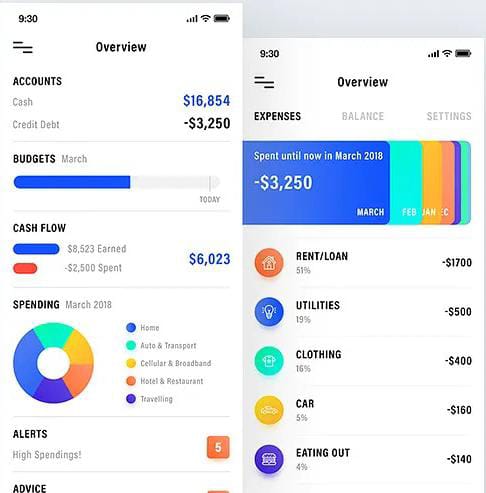 9:30
Overview
ACCOUNTS
Cash $16,854
Credit Debt -$3,250
BUDGETS March
TODAY
CASH FLOW
$8,523 Earned
$6,023
-$2,500 Spent
SPENDING March 2018
Home
Auto & Transport
Cellular & Broadband
Hotel & Restaurant
Travelling
ALERTS
High Spendings!
5
ADVICE
9:30
Overview
EXPENSES BALANCE SETTINGS
Spent until now in March 2018
-$3,250
MARCH FEB JAN EC
RENT/LOAN
51%
-$1700
UTILITIES
19%
-$500
CLOTHING
16%
-$400
CAR
5%
-$160
EATING OUT
4%
-$140